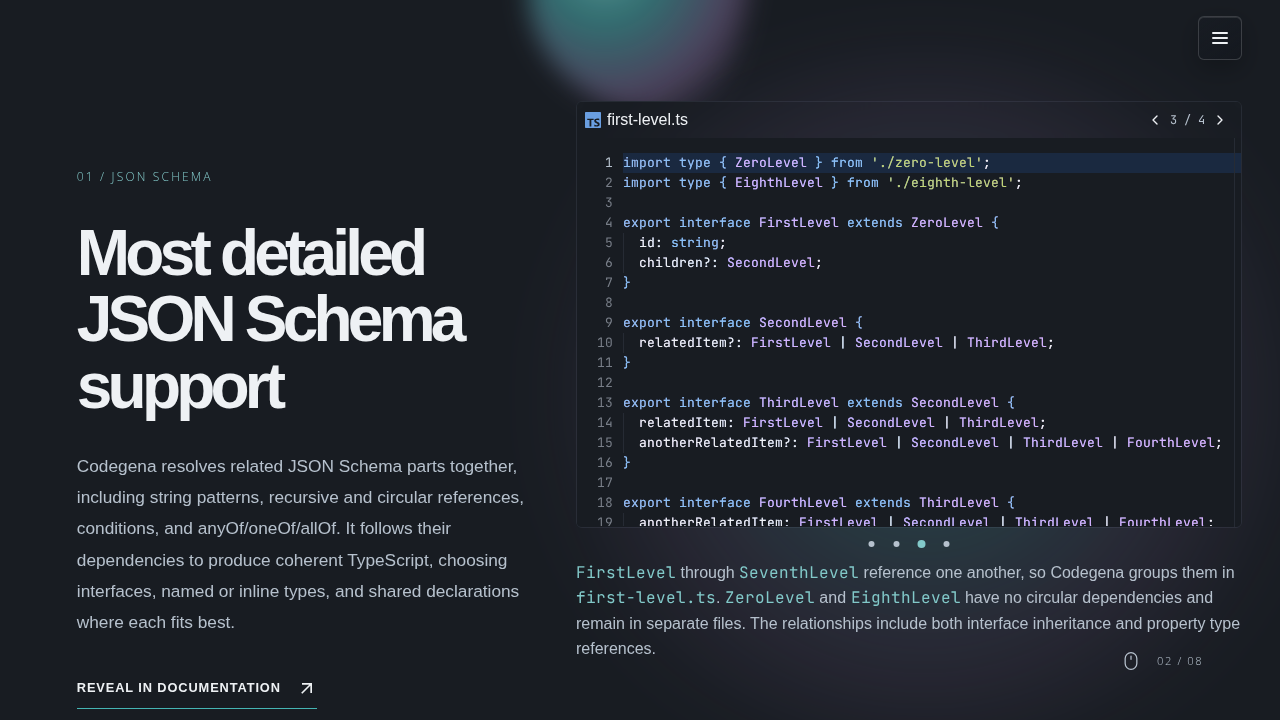 01 / JSON SCHEMA
Most detailed
JSON Schema
support
Codegena resolves related JSON Schema parts together,
including string patterns, recursive and circular references,
conditions, and anyOf/oneOf/allOf. It follows their
dependencies to produce coherent TypeScript, choosing
interfaces, named or inline types, and shared declarations
where each fits best.
REVEAL IN DOCUMENTATION
TS first-level.ts
3 / 4
1 import type { ZeroLevel } from './zero-level';
2 import type { EighthLevel } from './eighth-level';
3
4 export interface FirstLevel extends ZeroLevel {
5 id: string;
6 children?: SecondLevel;
7 }
8
9 export interface SecondLevel {
10 relatedItem?: FirstLevel | SecondLevel | ThirdLevel;
11 }
12
13 export interface ThirdLevel extends SecondLevel {
14 relatedItem: FirstLevel | SecondLevel | ThirdLevel;
15 anotherRelatedItem?: FirstLevel | SecondLevel | ThirdLevel | FourthLevel;
16 }
17
18 export interface FourthLevel extends ThirdLevel {
19 anotherRelatedItem: FirstLevel | SecondLevel | ThirdLevel | FourthLevel;
FirstLevel through SeventhLevel reference one another, so Codegena groups them in
first-level.ts. ZeroLevel and EighthLevel have no circular dependencies and
remain in separate files. The relationships include both interface inheritance and property type
references.
02 / 08